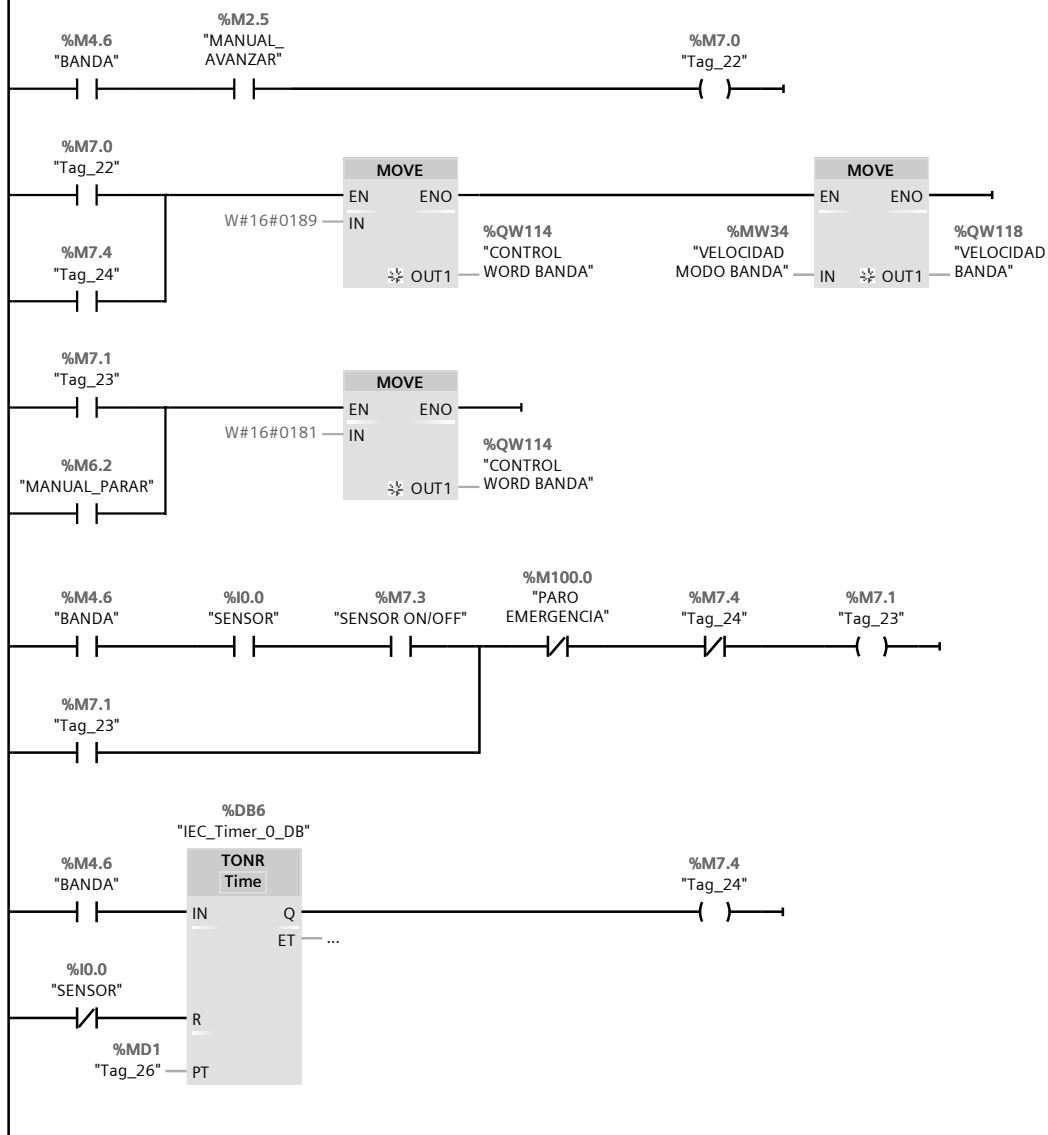 %M4.6
"BANDA"
%M2.5
"MANUAL_
AVANZAR"
%M7.0
"Tag_22"
%M7.0
"Tag_22"
%M7.4
"Tag_24"
MOVE
EN ENO
W#16#0189
IN
OUT1
%QW114
"CONTROL
WORD BANDA"
MOVE
EN ENO
%MW34
"VELOCIDAD
MODO BANDA"
IN
OUT1
%QW118
"VELOCIDAD
BANDA"
%M7.1
"Tag_23"
%M6.2
"MANUAL_PARAR"
MOVE
EN ENO
W#16#0181
IN
OUT1
%QW114
"CONTROL
WORD BANDA"
%M4.6
"BANDA"
%I0.0
"SENSOR"
%M7.3
"SENSOR ON/OFF"
%M100.0
"PARO
EMERGENCIA"
%M7.4
"Tag_24"
%M7.1
"Tag_23"
%M7.1
"Tag_23"
%DB6
"IEC_Timer_0_DB"
TONR
Time
%M4.6
"BANDA"
IN Q
ET ...
%M7.4
"Tag_24"
%I0.0
"SENSOR"
R
%MD1
"Tag_26"
PT